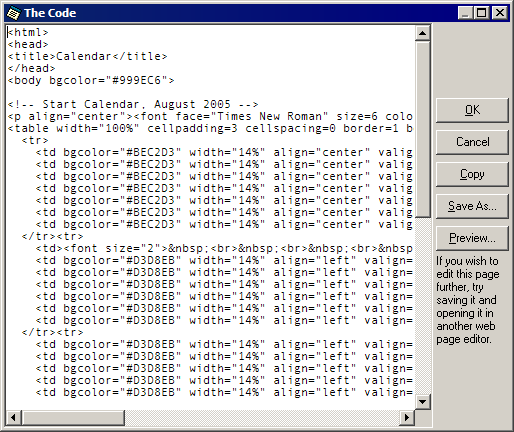 The Code
<html>
<head>
<title>Calendar</title>
</head>
<body bgcolor="#999EC6">
<!-- Start Calendar, August 2005 -->
<p align="center"><font face="Times New Roman" size=6 colo
<table width="100%" cellpadding=3 cellspacing=0 border=1 b
<tr>
<td bgcolor="#BEC2D3" width="14%" align="center" valig
<td bgcolor="#BEC2D3" width="14%" align="center" valig
<td bgcolor="#BEC2D3" width="14%" align="center" valig
<td bgcolor="#BEC2D3" width="14%" align="center" valig
<td bgcolor="#BEC2D3" width="14%" align="center" valig
<td bgcolor="#BEC2D3" width="14%" align="center" valig
<td bgcolor="#BEC2D3" width="14%" align="center" valig
</tr><tr>
<td><font size="2">&nbsp;<br>&nbsp;<br>&nbsp;<br>&nbsp
<td bgcolor="#D3D8EB" width="14%" align="left" valign=
<td bgcolor="#D3D8EB" width="14%" align="left" valign=
<td bgcolor="#D3D8EB" width="14%" align="left" valign=
<td bgcolor="#D3D8EB" width="14%" align="left" valign=
<td bgcolor="#D3D8EB" width="14%" align="left" valign=
<td bgcolor="#D3D8EB" width="14%" align="left" valign=
</tr><tr>
<td bgcolor="#D3D8EB" width="14%" align="left" valign=
<td bgcolor="#D3D8EB" width="14%" align="left" valign=
<td bgcolor="#D3D8EB" width="14%" align="left" valign=
<td bgcolor="#D3D8EB" width="14%" align="left" valign=
<td bgcolor="#D3D8EB" width="14%" align="left" valign=
OK
Cancel
Copy
Save As...
Preview...
If you wish to
edit this page
further, try
saving it and
opening it in
another web
page editor.